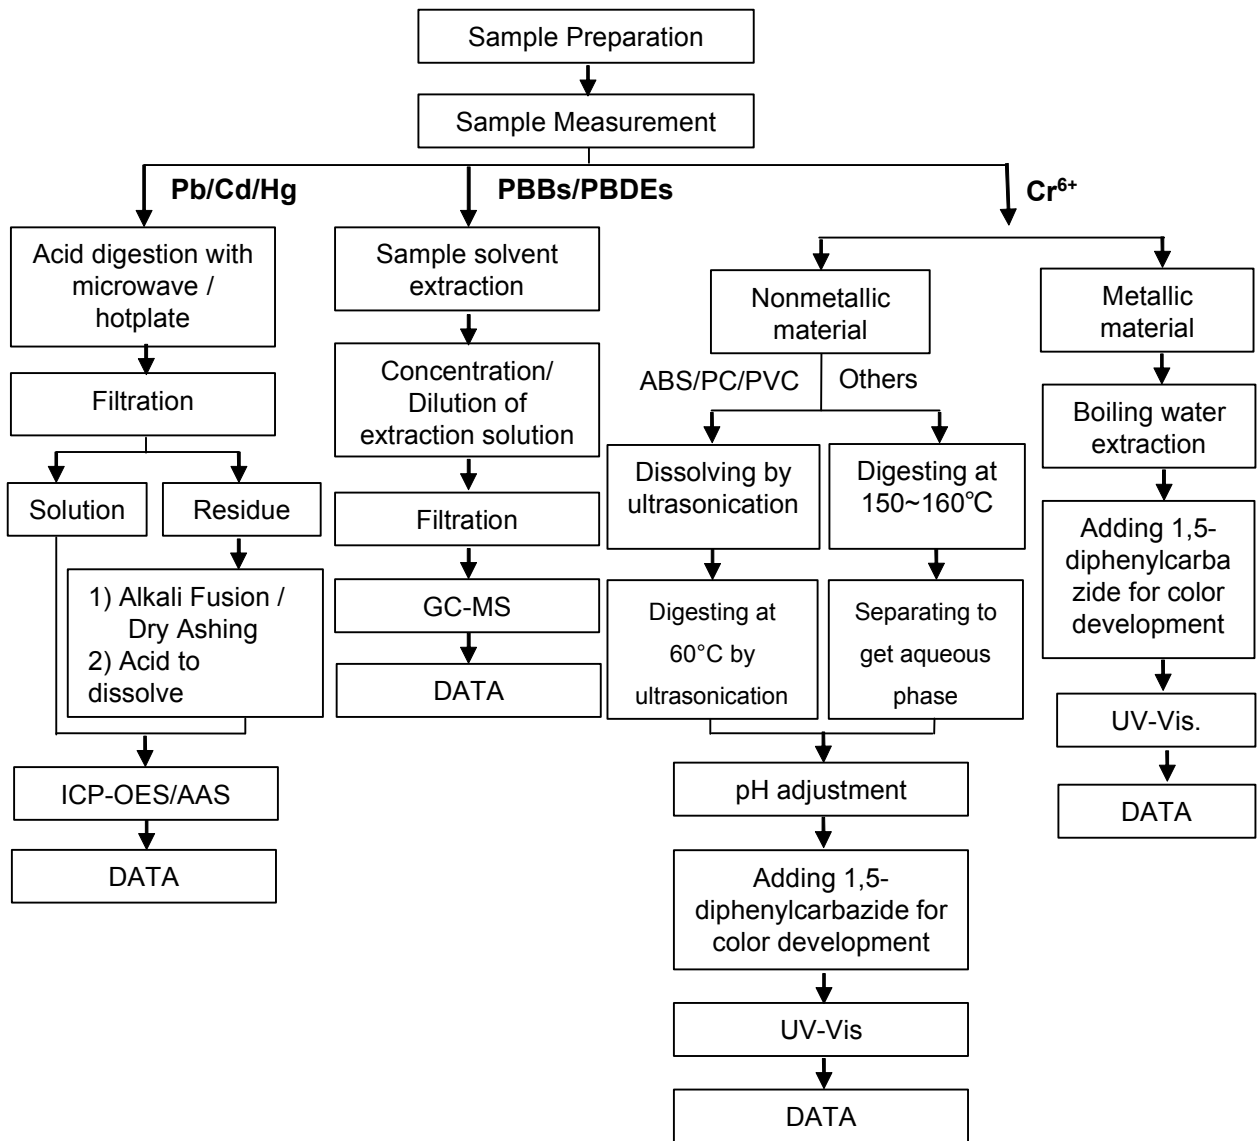 Sample Preparation
Sample Measurement
Pb/Cd/Hg
PBBs/PBDEs
Cr⁶⁺
Acid digestion with
microwave /
hotplate
Filtration
Solution
Residue
1) Alkali Fusion /
Dry Ashing
2) Acid to
dissolve
ICP-OES/AAS
DATA
Sample solvent
extraction
Concentration/
Dilution of
extraction solution
Filtration
GC-MS
DATA
Nonmetallic
material
ABS/PC/PVC
Others
Dissolving by
ultrasonication
Digesting at
60°C by
ultrasonication
Digesting at
150~160℃
Separating to
get aqueous
phase
pH adjustment
Adding 1,5-
diphenylcarbazide for
color development
UV-Vis
DATA
Metallic
material
Boiling water
extraction
Adding 1,5-
diphenylcarba
zide for color
development
UV-Vis.
DATA